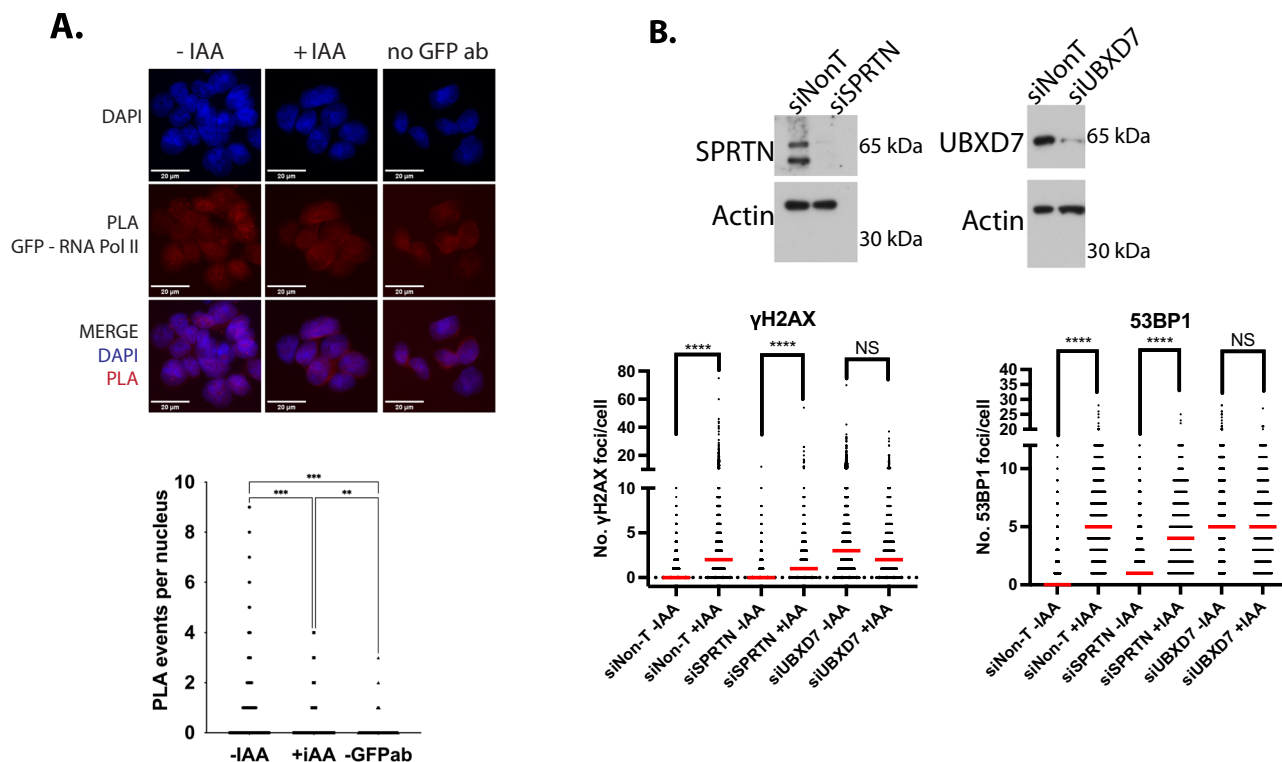 A.
- IAA
+ IAA
no GFP ab
DAPI
20 µm
20 µm
20 µm
PLA
GFP - RNA Pol II
20 µm
20 µm
20 µm
MERGE
DAPI
PLA
20 µm
20 µm
20 µm
PLA events per nucleus
10
8
6
4
2
0
***
***
**
-IAA
+iAA
-GFPab
B.
siNonT
siSPRTN
SPRTN
65 kDa
Actin
30 kDa
siNonT
siUBXD7
UBXD7
65 kDa
Actin
30 kDa
γH2AX
****
****
NS
No. γH2AX foci/cell
80
60
40
20
10
5
0
siNon-T -IAA
siNon-T +IAA
siSPRTN -IAA
siSPRTN +IAA
siUBXD7 -IAA
siUBXD7 +IAA
53BP1
****
****
NS
No. 53BP1 foci/cell
40
35
30
25
20
15
10
5
0
siNon-T -IAA
siNon-T +IAA
siSPRTN -IAA
siSPRTN +IAA
siUBXD7 -IAA
siUBXD7 +IAA